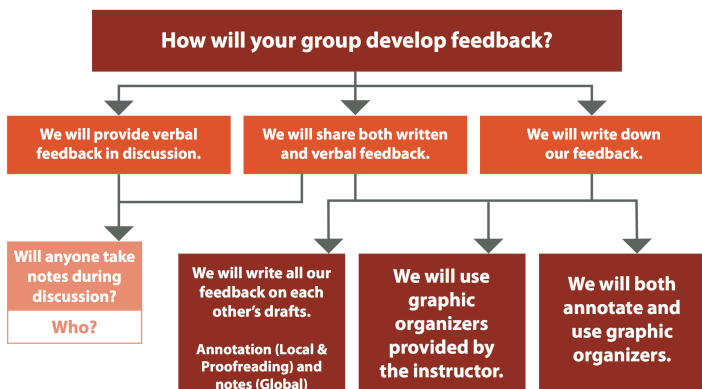 How will your group develop feedback?
We will provide verbal
feedback in discussion.
We will share both written
and verbal feedback.
We will write down
our feedback.
Will anyone take
notes during
discussion?
Who?
We will write all our
feedback on each
other’s drafts.
Annotation (Local &
Proofreading) and
notes (Global)
We will use
graphic
organizers
provided by
the instructor.
We will both
annotate and
use graphic
organizers.